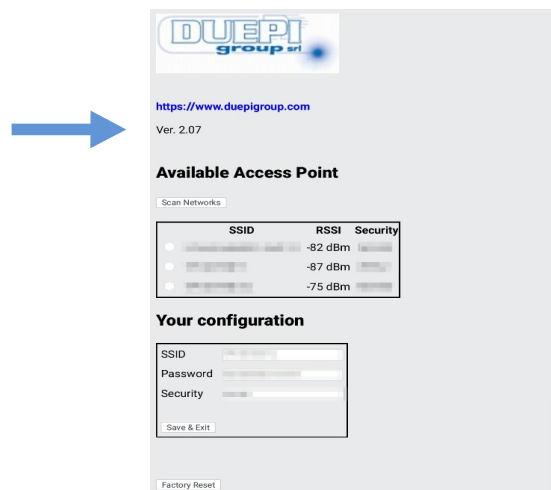 DUEPI
group srl
https://www.duepigroup.com
Ver. 2.07
Available Access Point
Scan Networks
SSID RSSI Security
-82 dBm
-87 dBm
-75 dBm
Your configuration
SSID
Password
Security
Save & Exit
Factory Reset